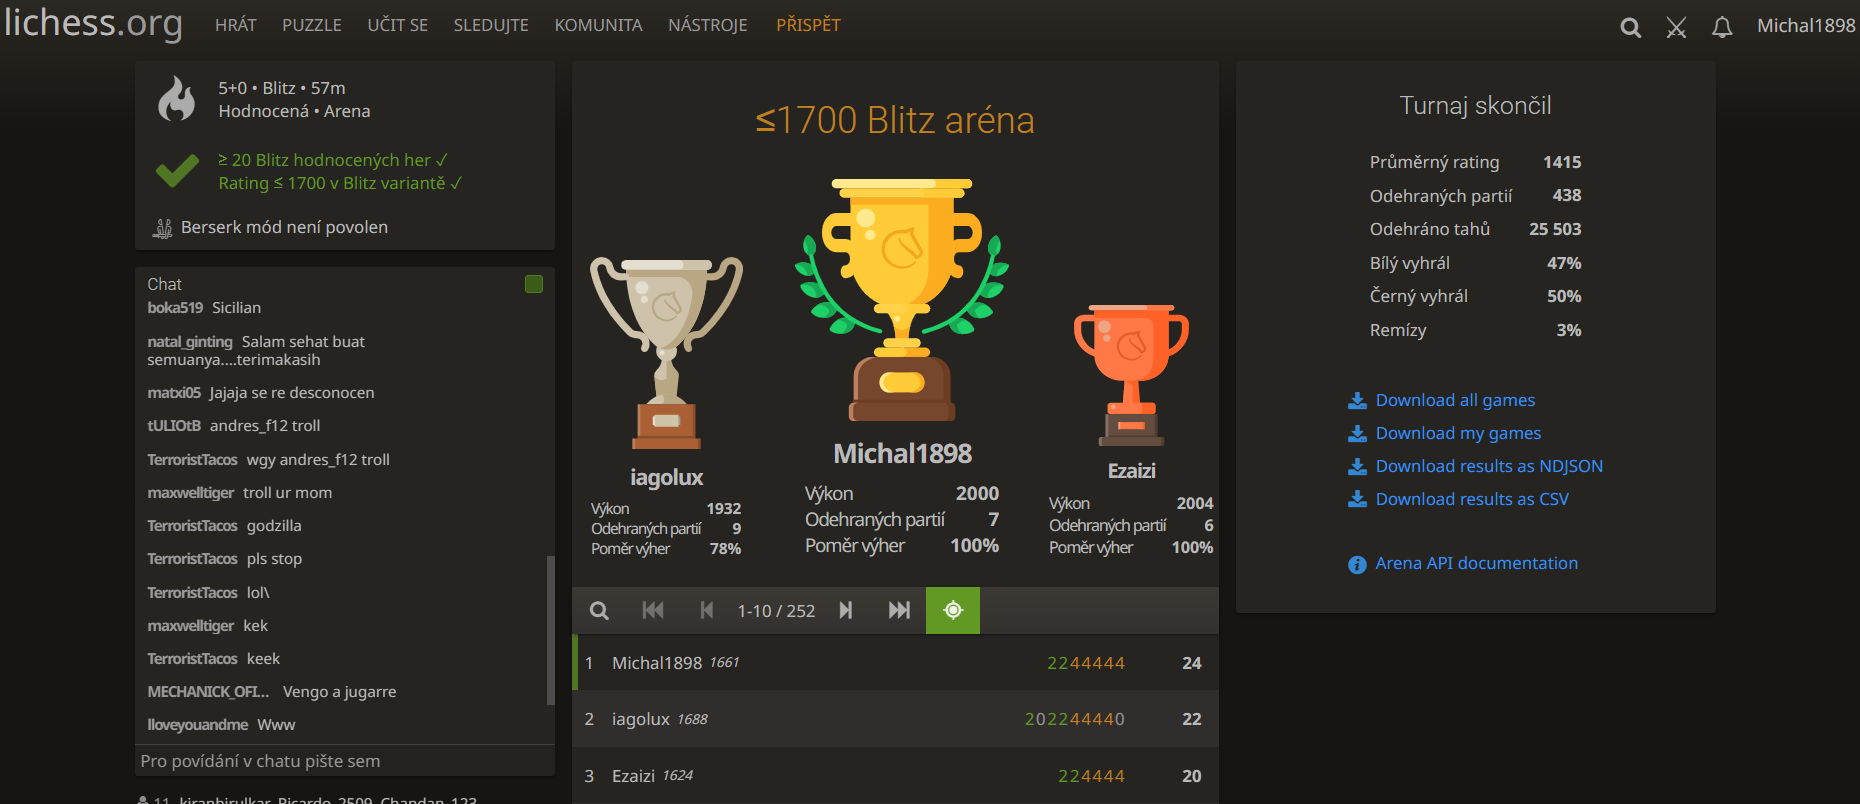 lichess.org HRÁT PUZZLE UČIT SE SLEDUJTE KOMUNITA NÁSTROJE PŘISPĚT Michal1898
5+0 • Blitz • 57m
Hodnocená • Arena
≥ 20 Blitz hodnocených her ✓
Rating ≤ 1700 v Blitz variantě ✓
Berserk mód není povolen
Chat
boka519 Sicilian
natal_ginting Salam sehat buat
semuanya....terimakasih
matxi05 Jajaja se re desconocen
tULIOtB andres_f12 troll
TerroristTacos wgy andres_f12 troll
maxwelltiger troll ur mom
TerroristTacos godzilla
TerroristTacos pls stop
TerroristTacos lol\
maxwelltiger kek
TerroristTacos keek
MECHANICK_OFI... Vengo a jugarre
lloveyouandme Www
Pro povídání v chatu pište sem
11 kiranhirulkar, Ricardo_2509, Chandan_123
≤1700 Blitz aréna
iagolux
Výkon 1932
Odehraných partií 9
Poměr výher 78%
Michal1898
Výkon 2000
Odehraných partií 7
Poměr výher 100%
Ezaizi
Výkon 2004
Odehraných partií 6
Poměr výher 100%
1-10 / 252
1 Michal1898 1661 2244444 24
2 iagolux 1688 202244440 22
3 Ezaizi 1624 224444 20
Turnaj skončil
Průměrný rating 1415
Odehraných partií 438
Odehráno tahů 25 503
Bílý vyhrál 47%
Černý vyhrál 50%
Remízy 3%
Download all games
Download my games
Download results as NDJSON
Download results as CSV
Arena API documentation